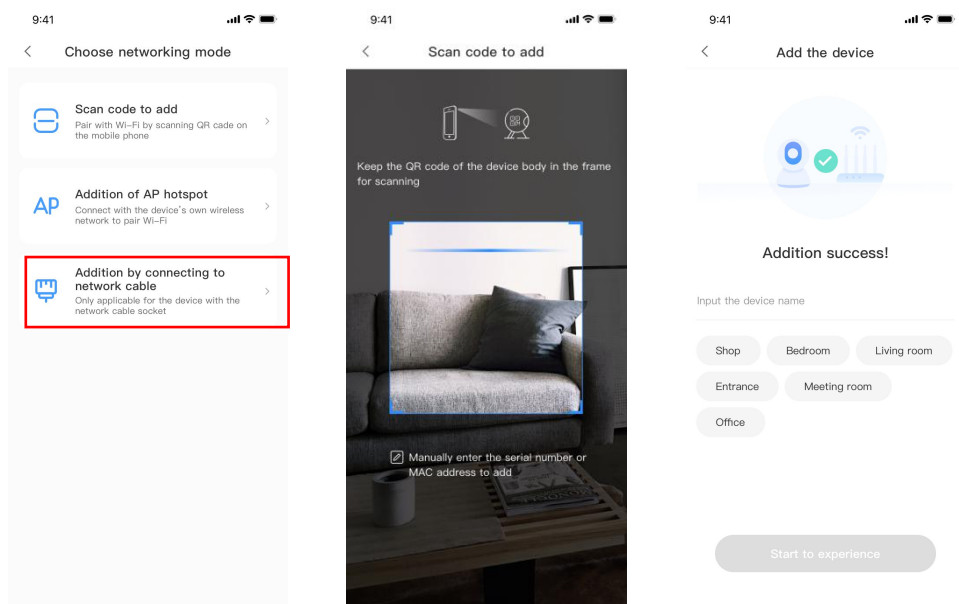 9:41
Choose networking mode
Scan code to add
Pair with Wi-Fi by scanning QR cade on
the mobile phone
AP
Addition of AP hotspot
Connect with the device's own wireless
network to pair Wi-Fi
Addition by connecting to
network cable
Only applicable for the device with the
network cable socket
9:41
Scan code to add
Keep the QR code of the device body in the frame
for scanning
Manually enter the serial number or
MAC address to add
9:41
Add the device
Addition success!
Input the device name
Shop
Bedroom
Living room
Entrance
Meeting room
Office
Start to experience